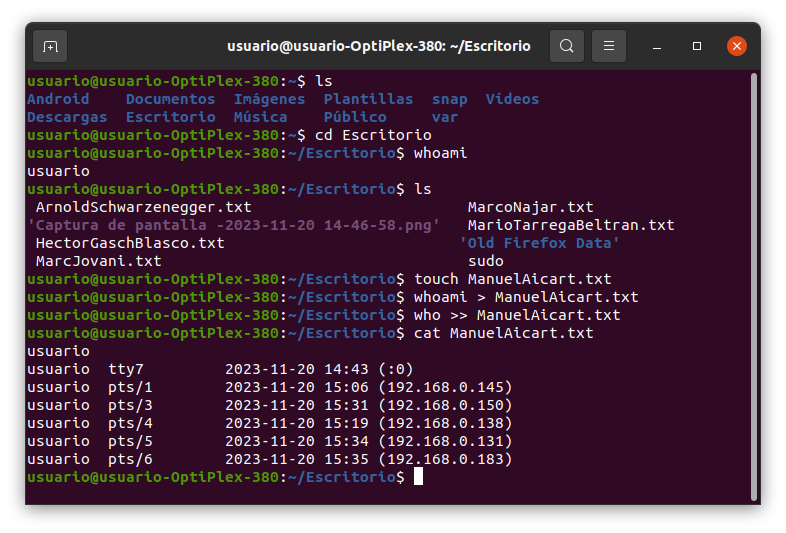 usuario@usuario-OptiPlex-380: ~/Escritorio
usuario@usuario-OptiPlex-380:~$ ls
Android    Documentos  Imágenes  Plantillas  snap  Vídeos
Descargas  Escritorio  Música    Público     var
usuario@usuario-OptiPlex-380:~$ cd Escritorio
usuario@usuario-OptiPlex-380:~/Escritorio$ whoami
usuario
usuario@usuario-OptiPlex-380:~/Escritorio$ ls
 ArnoldSchwarzenegger.txt                        MarcoNajar.txt
'Captura de pantalla -2023-11-20 14-46-58.png'   MarioTarregaBeltran.txt
 HectorGaschBlasco.txt                          'Old Firefox Data'
 MarcJovani.txt                                  sudo
usuario@usuario-OptiPlex-380:~/Escritorio$ touch ManuelAicart.txt
usuario@usuario-OptiPlex-380:~/Escritorio$ whoami > ManuelAicart.txt
usuario@usuario-OptiPlex-380:~/Escritorio$ who >> ManuelAicart.txt
usuario@usuario-OptiPlex-380:~/Escritorio$ cat ManuelAicart.txt
usuario
usuario  tty7         2023-11-20 14:43 (:0)
usuario  pts/1        2023-11-20 15:06 (192.168.0.145)
usuario  pts/3        2023-11-20 15:31 (192.168.0.150)
usuario  pts/4        2023-11-20 15:19 (192.168.0.138)
usuario  pts/5        2023-11-20 15:34 (192.168.0.131)
usuario  pts/6        2023-11-20 15:35 (192.168.0.183)
usuario@usuario-OptiPlex-380:~/Escritorio$